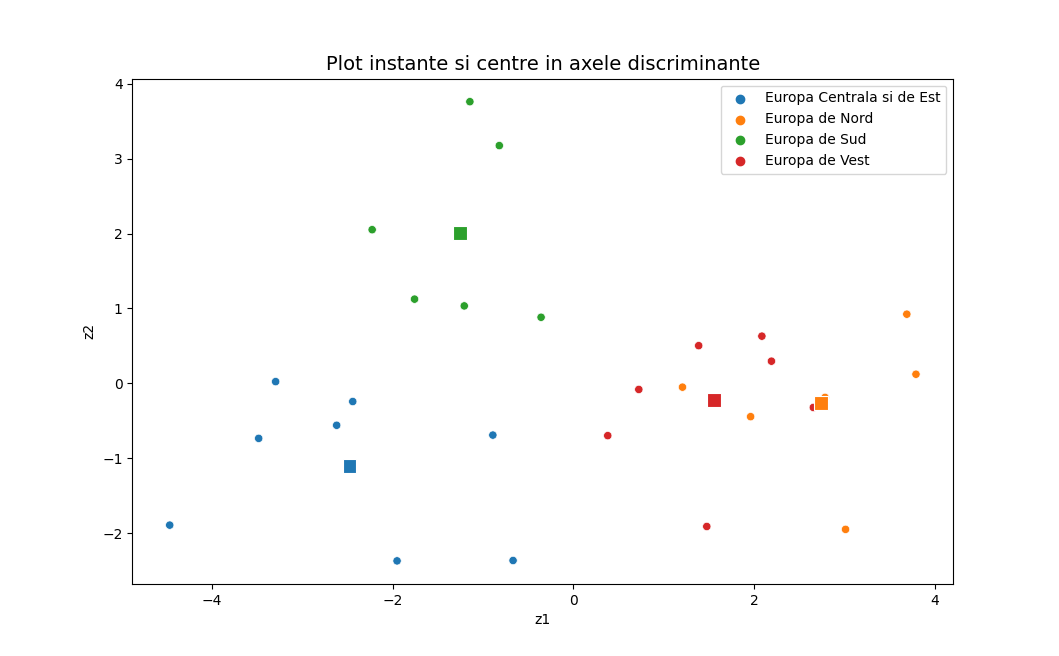 Plot instante si centre in axele discriminante
Europa Centrala si de Est
Europa de Nord
Europa de Sud
Europa de Vest
4
3
2
1
0
−1
−2
z2
−4
−2
0
2
4
z1